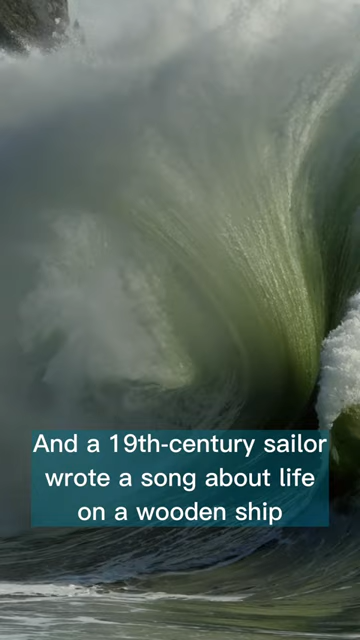 And a 19th-century sailor
wrote a song about life
on a wooden ship